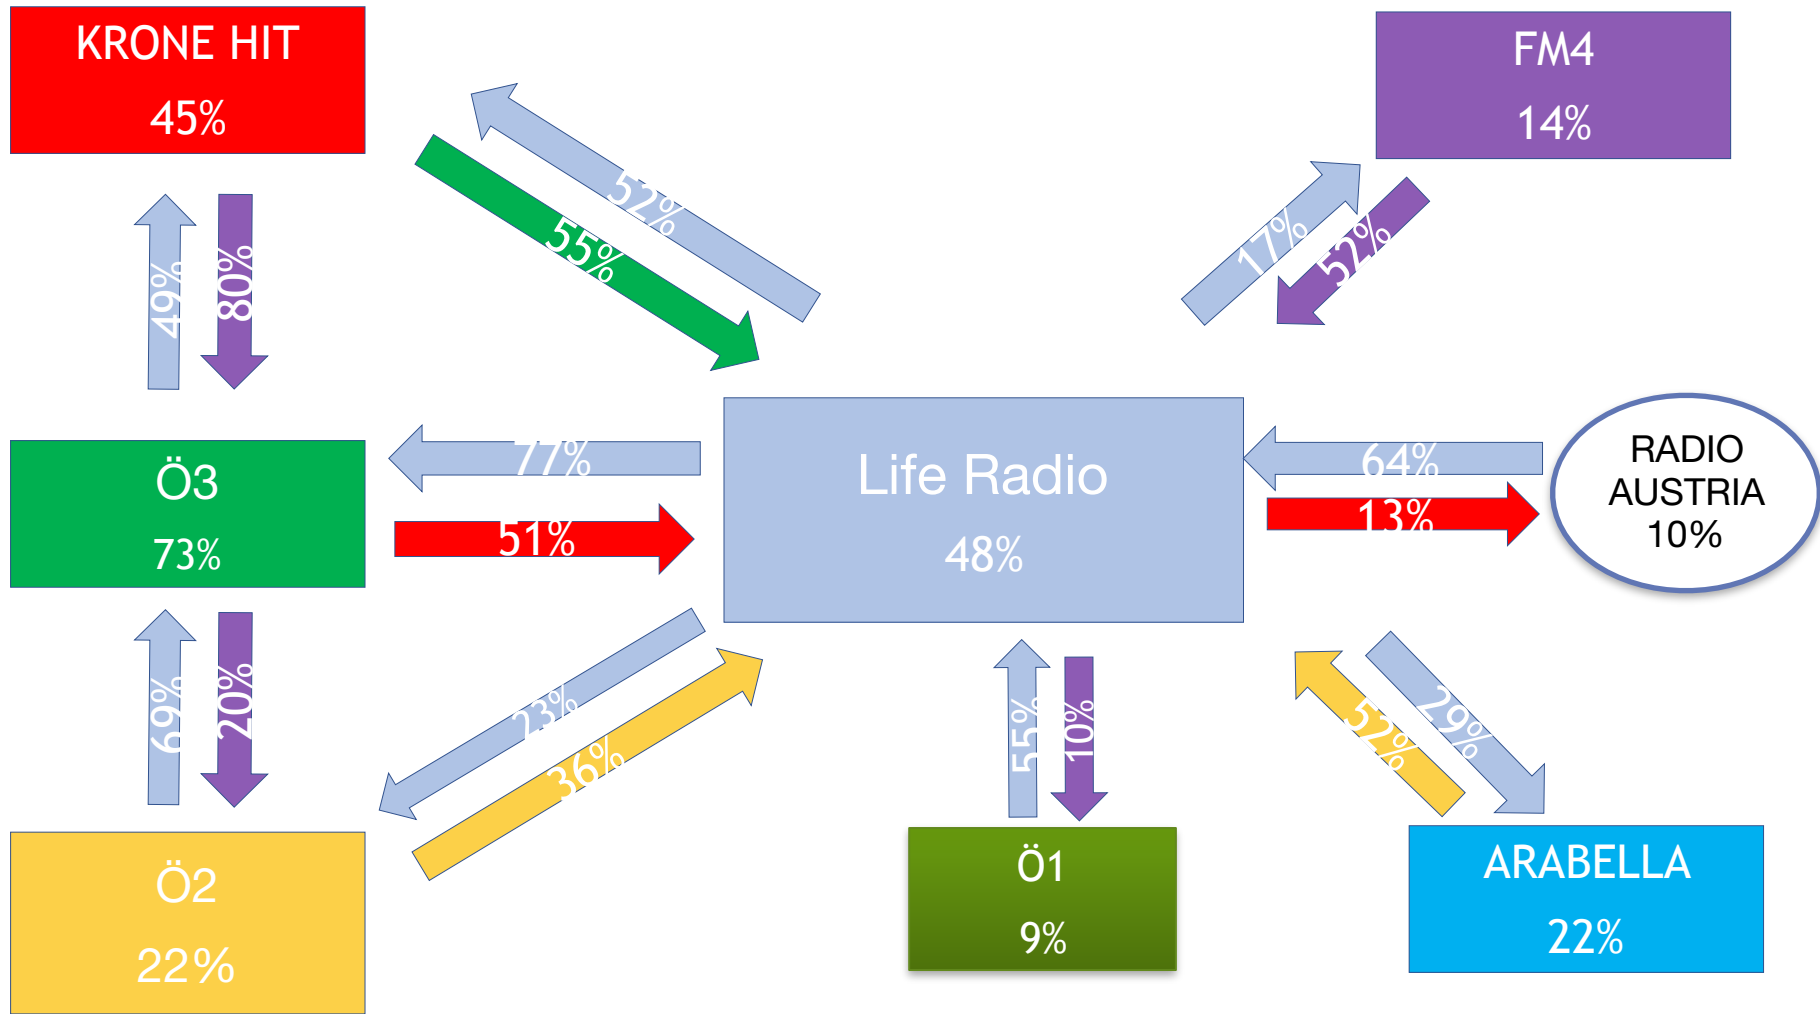 KRONE HIT
45%
FM4
14%
52%
55%
17%
52%
49%
80%
Ö3
73%
77%
51%
Life Radio
48%
64%
13%
RADIO
AUSTRIA
10%
69%
20%
23%
36%
55%
10%
52%
29%
Ö2
22%
Ö1
9%
ARABELLA
22%